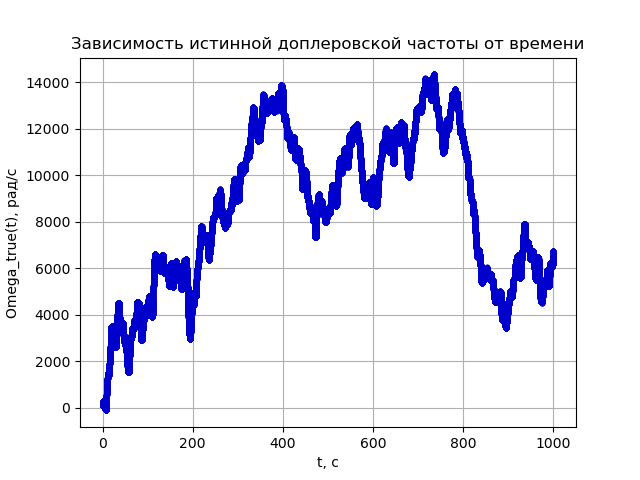 Зависимость истинной доплеровской частоты от времени
Omega_true(t), рад/с
14000
12000
10000
8000
6000
4000
2000
0
0 200 400 600 800 1000
t, с